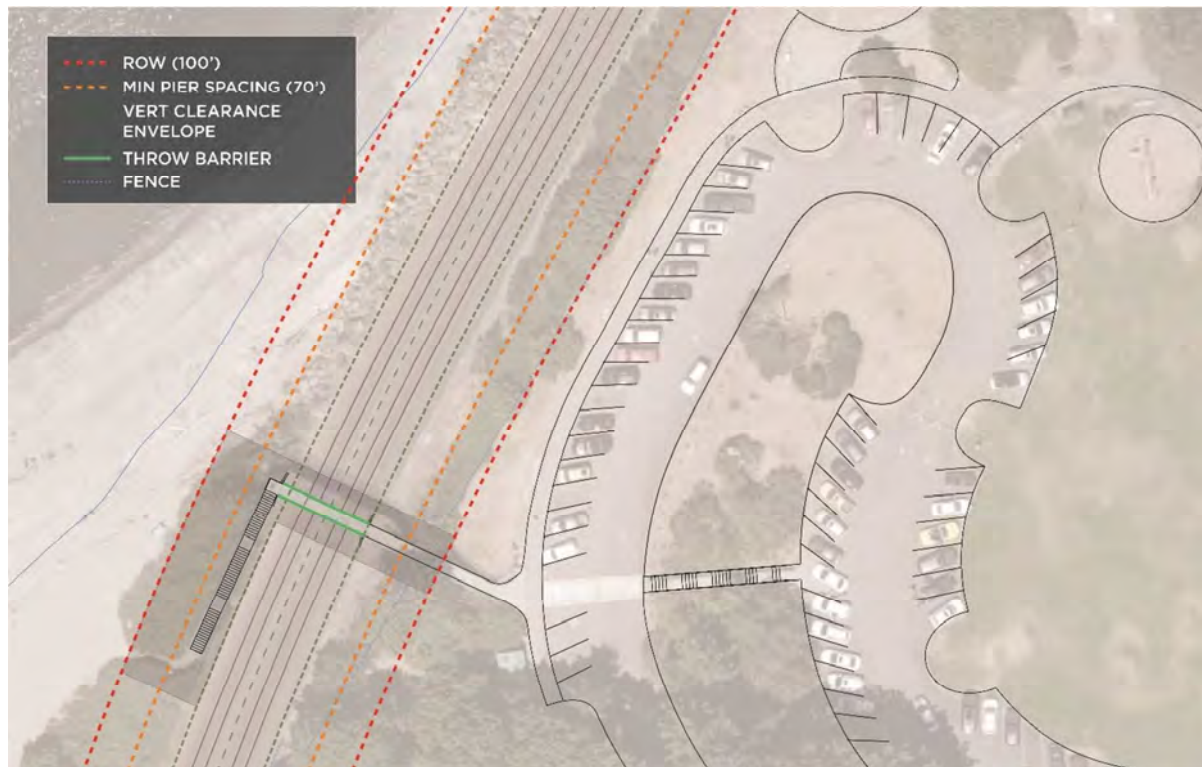 ROW (100')
MIN PIER SPACING (70')
VERT CLEARANCE
ENVELOPE
THROW BARRIER
FENCE